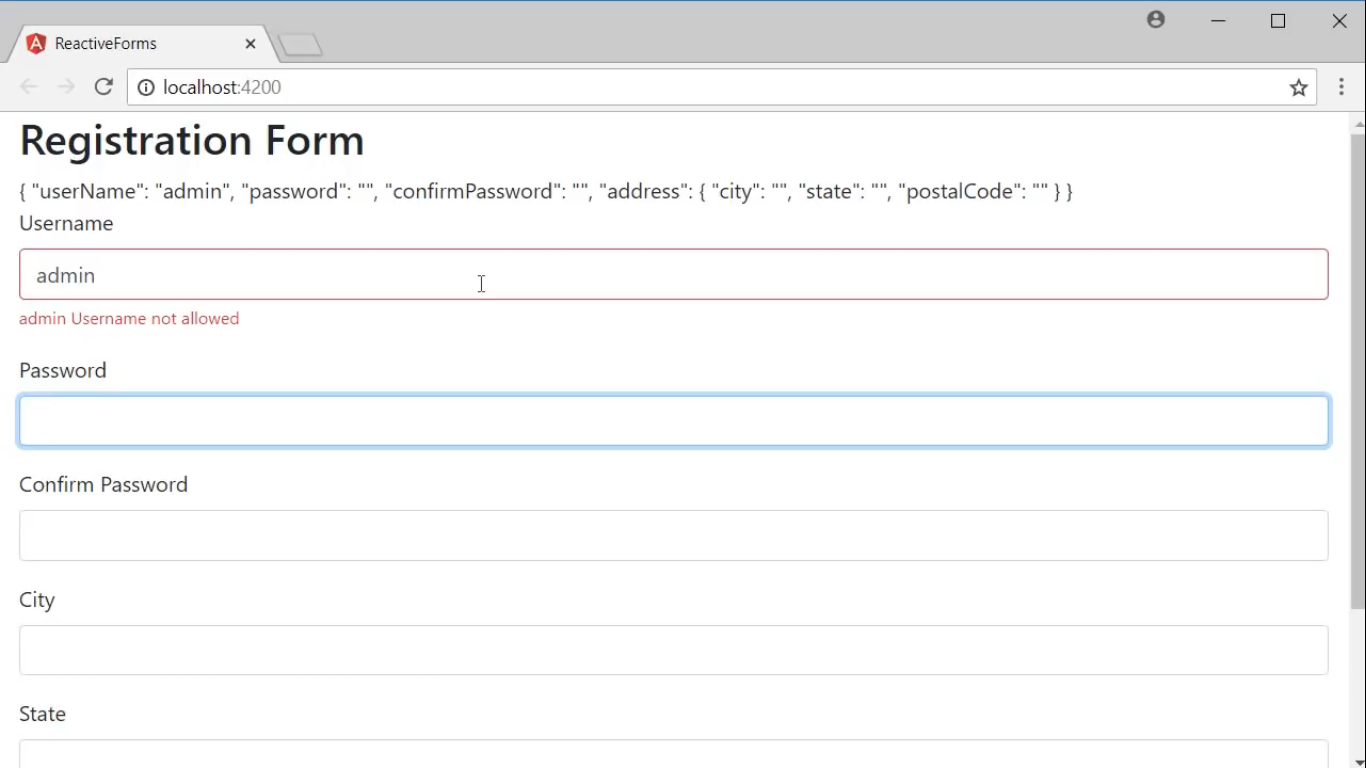 ReactiveForms
localhost:4200
Registration Form
{ "userName": "admin", "password": "", "confirmPassword": "", "address": { "city": "", "state": "", "postalCode": "" } }
Username
admin
admin Username not allowed
Password
Confirm Password
City
State